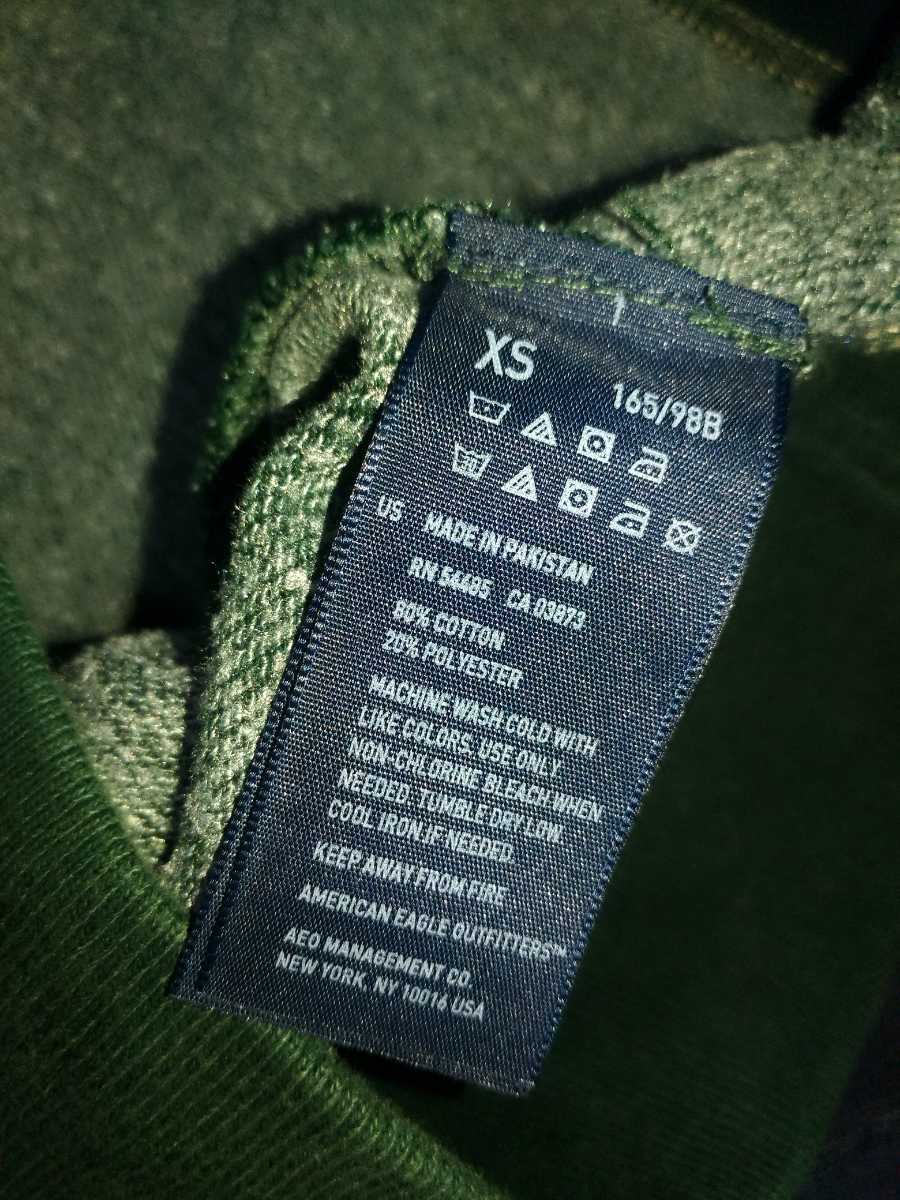 XS
165/98B
US MADE IN PAKISTAN
RN 54485 CA 03073
80% COTTON
20% POLYESTER
MACHINE WASH COLD WITH
LIKE COLORS. USE ONLY
NON-CHLORINE BLEACH WHEN
NEEDED. TUMBLE DRY LOW.
COOL IRON,IF NEEDED.
KEEP AWAY FROM FIRE
AMERICAN EAGLE OUTFITTERS™
AEO MANAGEMENT CO.
NEW YORK, NY 10016 USA